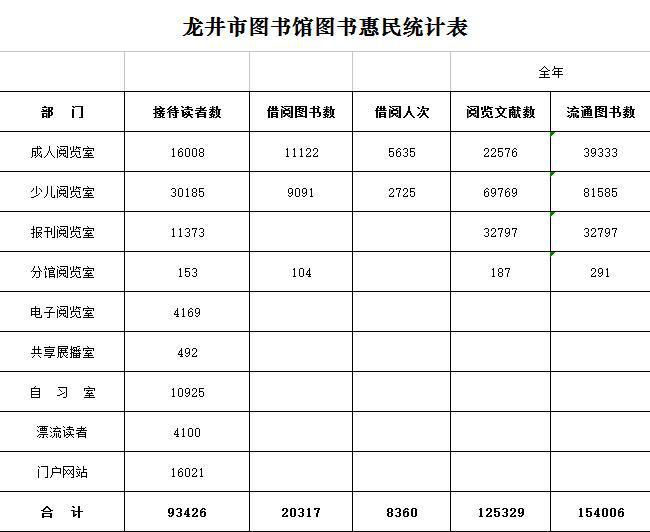 龙井市图书馆图书惠民统计表
全年
部 门 接待读者数 借阅图书数 借阅人次 阅览文献数 流通图书数
成人阅览室 16008 11122 5635 22576 39333
少儿阅览室 30185 9091 2725 69769 81585
报刊阅览室 11373 32797 32797
分馆阅览室 153 104 187 291
电子阅览室 4169
共享展播室 492
自 习 室 10925
漂流读者 4100
门户网站 16021
合 计 93426 20317 8360 125329 154006